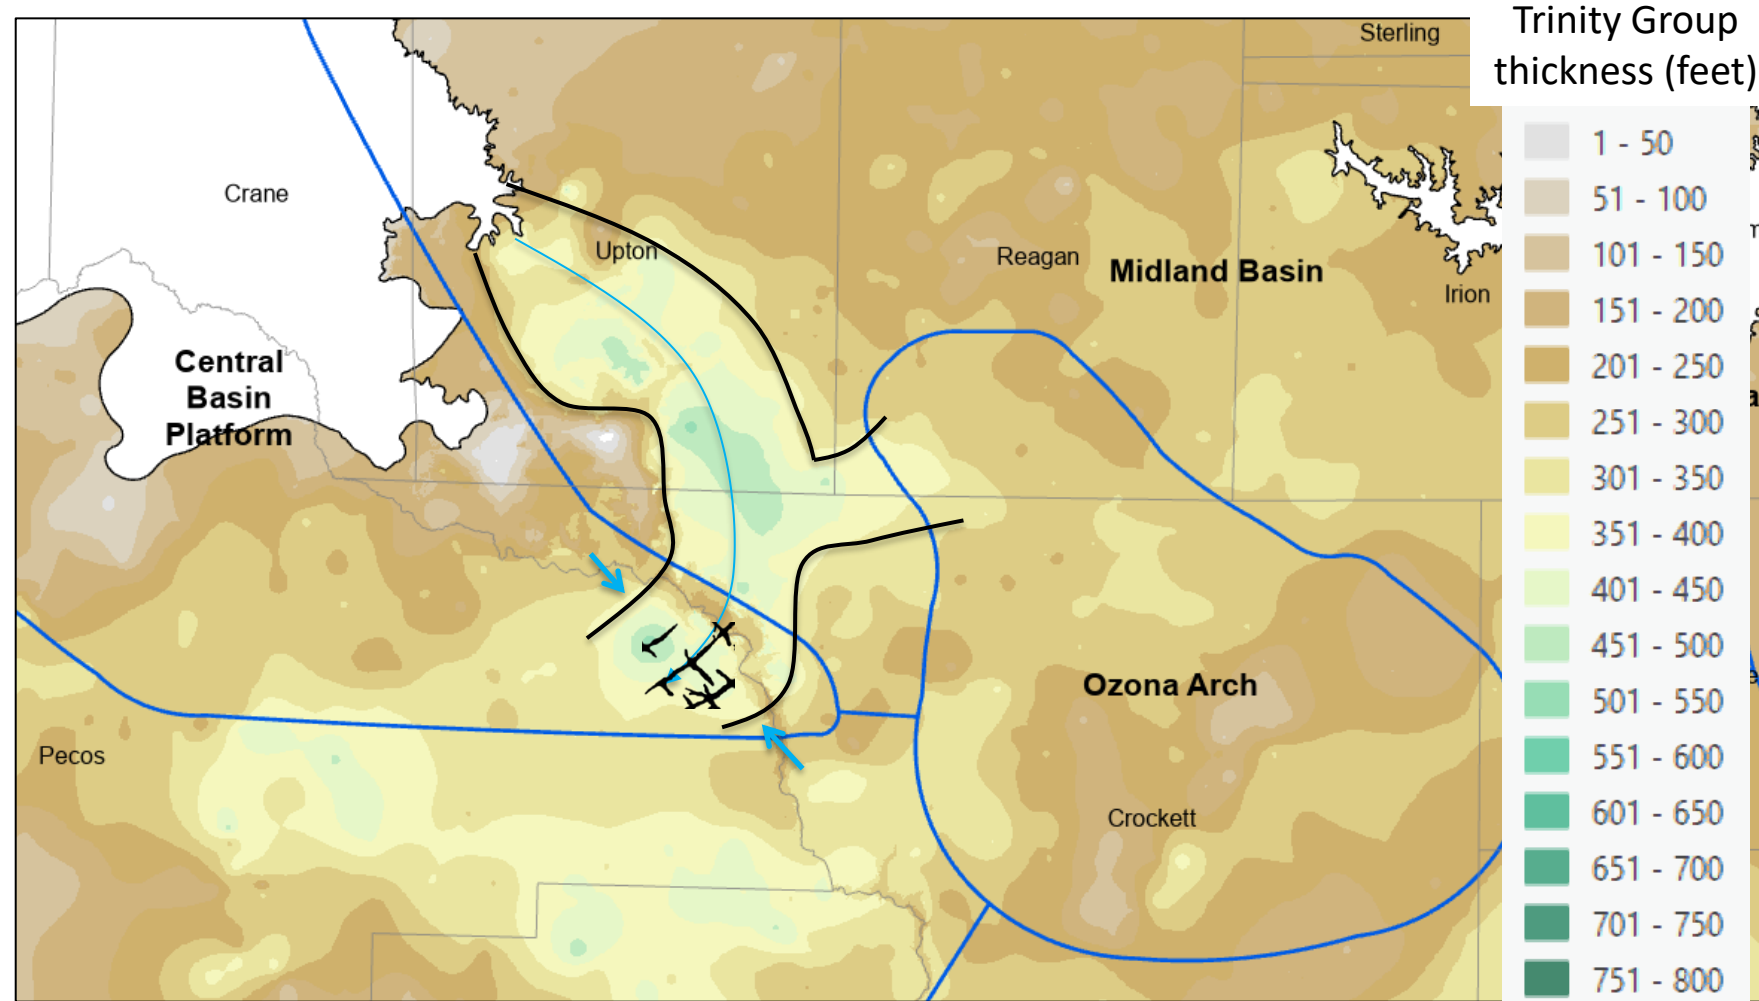 Trinity Group
thickness (feet)
Sterling
Crane
Upton
Reagan
Midland Basin
Irion
Central
Basin
Platform
Ozona Arch
Pecos
Crockett
1 - 50
51 - 100
101 - 150
151 - 200
201 - 250
251 - 300
301 - 350
351 - 400
401 - 450
451 - 500
501 - 550
551 - 600
601 - 650
651 - 700
701 - 750
751 - 800